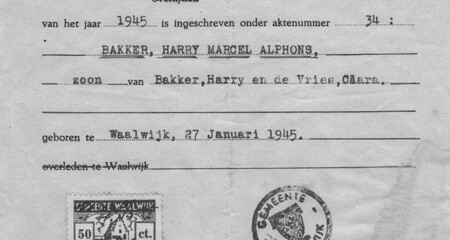 overleden
van het jaar 1945 is ingeschreven onder aktenummer 34 :
BAKKER, HARRY MARCEL ALPHONS,
zoon van Bakker,Harry en de Vries,Clara.
geboren te Waalwijk, 27 Januari 1945.
overleden te Waalwijk
GEMEENTE WAALWIJK
50 ct.
GEMEENTE